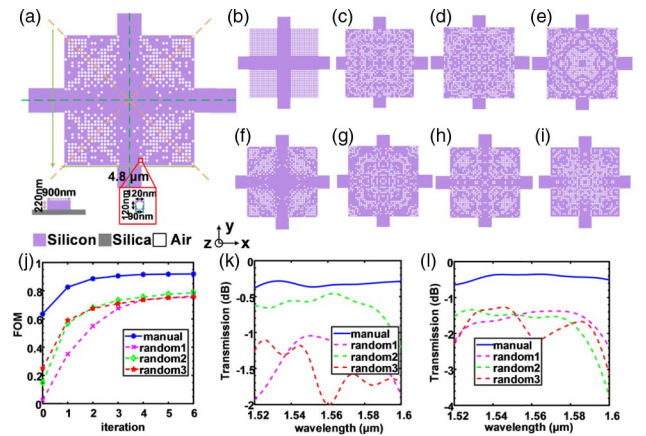 (a)
(b)
(c)
(d)
(e)
(f)
(g)
(h)
(i)
4.8 μm
900nm
220nm
120nm
120nm
90nm
y
z
x
Silicon
Silica
Air
(j)
1
0.8
0.6
0.4
0.2
0
FOM
manual
random1
random2
random3
0 1 2 3 4 5 6
iteration
(k)
0
-0.5
-1
-1.5
-2
Transmission (dB)
manual
random1
random2
random3
1.52 1.54 1.56 1.58 1.6
wavelength (μm)
(l)
0
-1
-2
-3
-4
Transmission (dB)
manual
random1
random2
random3
1.52 1.54 1.56 1.58 1.6
wavelength (μm)